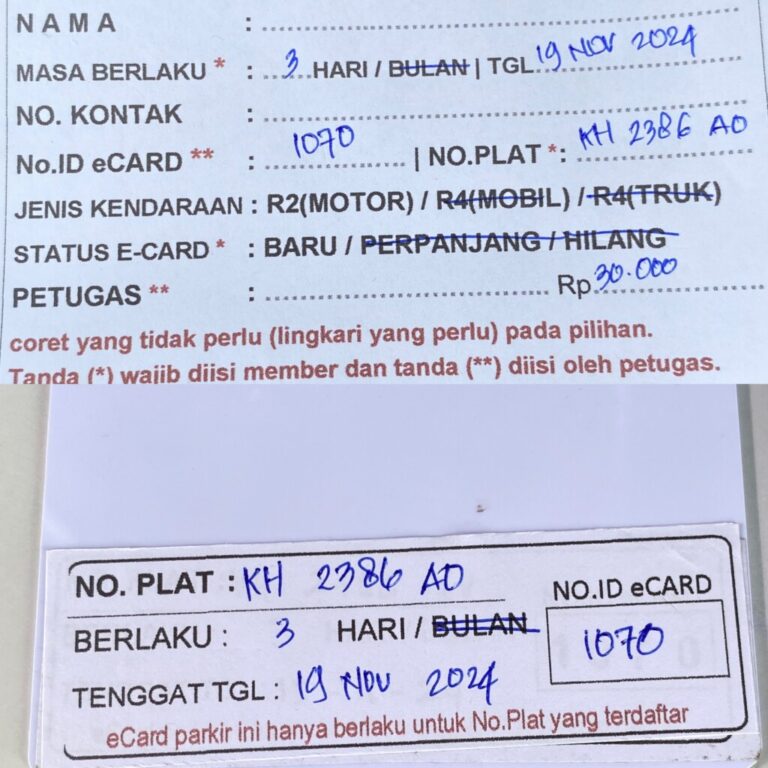 NAMA : ........................
MASA BERLAKU * : ...3...HARI / BULAN | TGL 19 NOV 2024
NO. KONTAK : ........................
No.ID eCARD ** : 1070 | NO.PLAT *: KH 2386 AO
JENIS KENDARAAN : R2(MOTOR) / R4(MOBIL) / R4(TRUK)
STATUS E-CARD * : BARU / PERPANJANG / HILANG
PETUGAS ** : ........................ Rp 30.000
coret yang tidak perlu (lingkari yang perlu) pada pilihan.
Tanda (*) wajib diisi member dan tanda (**) diisi oleh petugas.
NO. PLAT : KH 2386 AO
NO.ID eCARD
BERLAKU : 3 HARI / BULAN
1070
TENGGAT TGL : 19 NOV 2024
eCard parkir ini hanya berlaku untuk No.Plat yang terdaftar